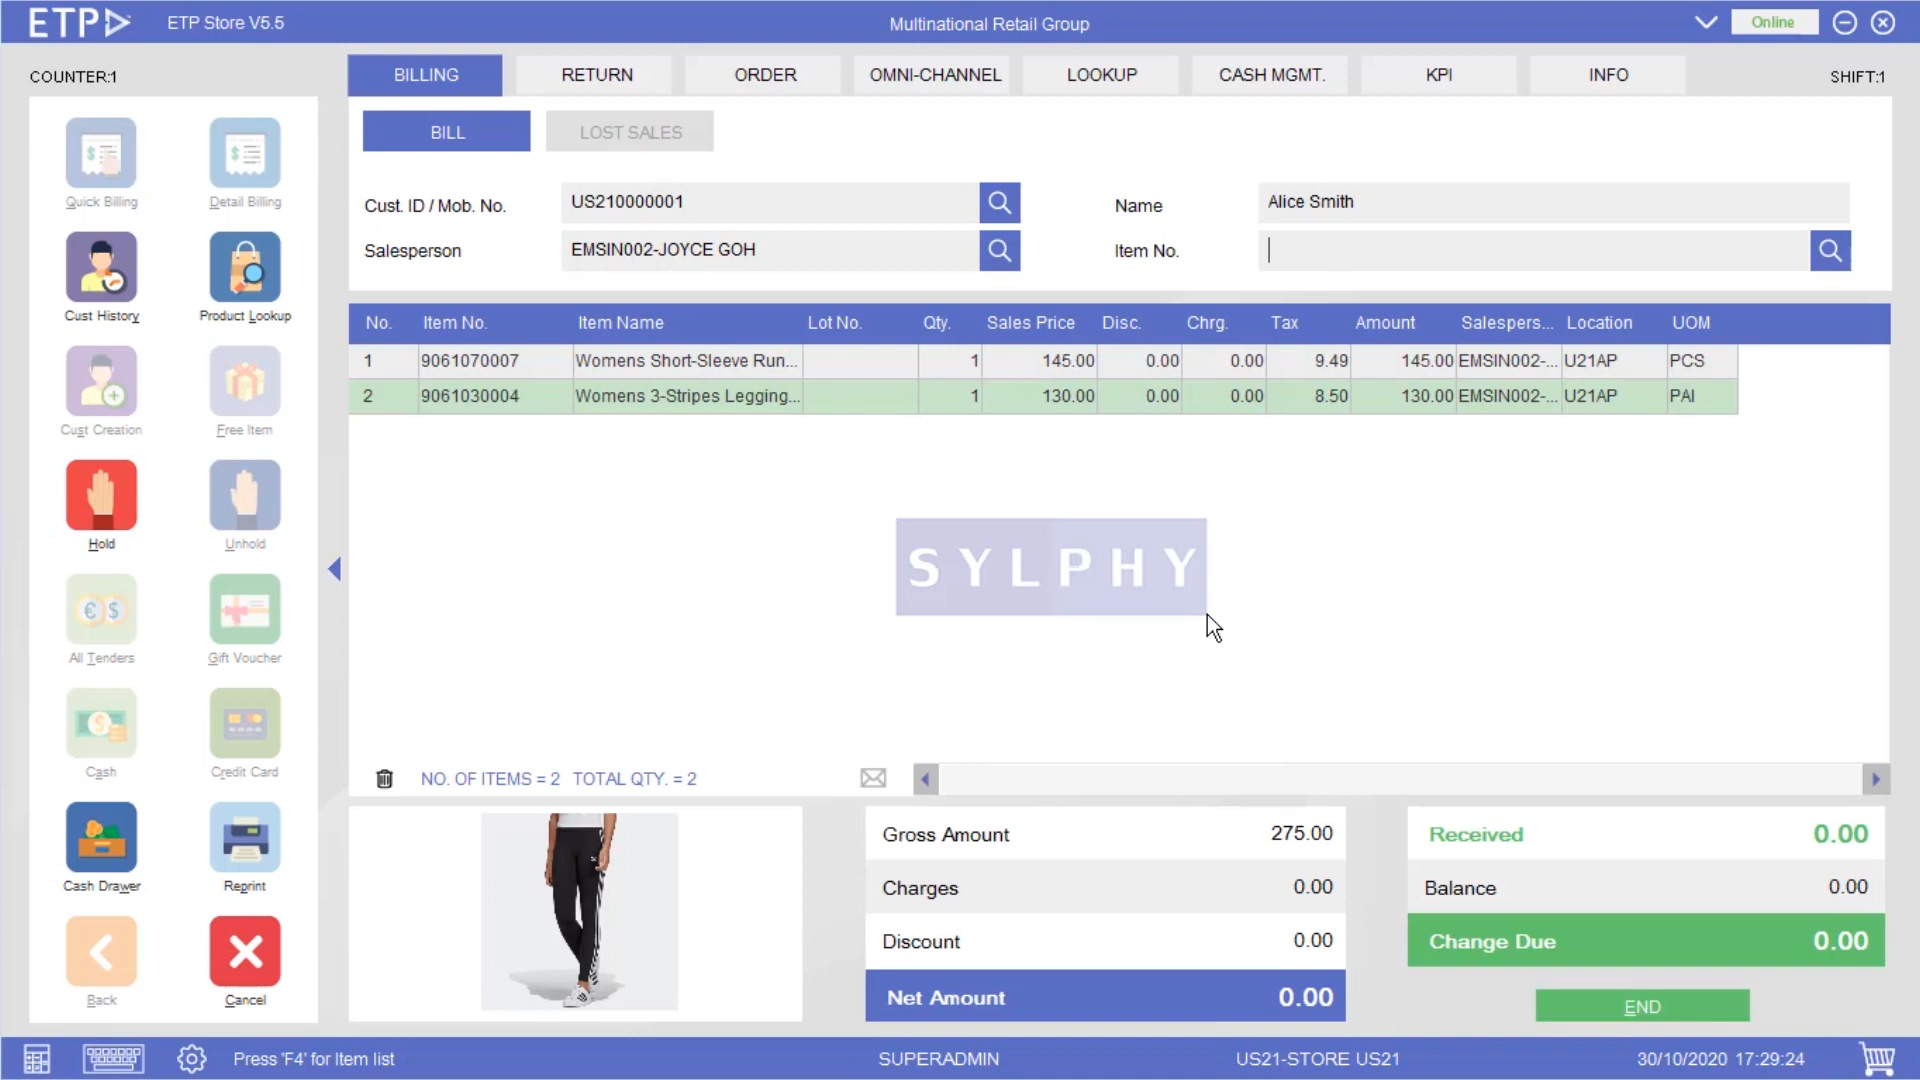 ETP ETP Store V5.5 Multinational Retail Group Online
COUNTER:1 BILLING RETURN ORDER OMNI-CHANNEL LOOKUP CASH MGMT. KPI INFO SHIFT:1
BILL LOST SALES
Quick Billing Detail Billing
Cust. ID / Mob. No. US210000001 Name Alice Smith
Salesperson EMSIN002-JOYCE GOH Item No.
Cust History Product Lookup
No. Item No. Item Name Lot No. Qty. Sales Price Disc. Chrg. Tax Amount Salespers... Location UOM
1 9061070007 Womens Short-Sleeve Run... 1 145.00 0.00 0.00 9.49 145.00 EMSIN002-... U21AP PCS
2 9061030004 Womens 3-Stripes Legging... 1 130.00 0.00 0.00 8.50 130.00 EMSIN002-... U21AP PAI
Cust Creation Free Item
Hold Unhold
SYLPHY
All Tenders Gift Voucher
Cash Credit Card
NO. OF ITEMS = 2 TOTAL QTY. = 2
Cash Drawer Reprint
Back Cancel
Gross Amount 275.00
Charges 0.00
Discount 0.00
Net Amount 0.00
Received 0.00
Balance 0.00
Change Due 0.00
END
Press 'F4' for Item list SUPERADMIN US21-STORE US21 30/10/2020 17:29:24